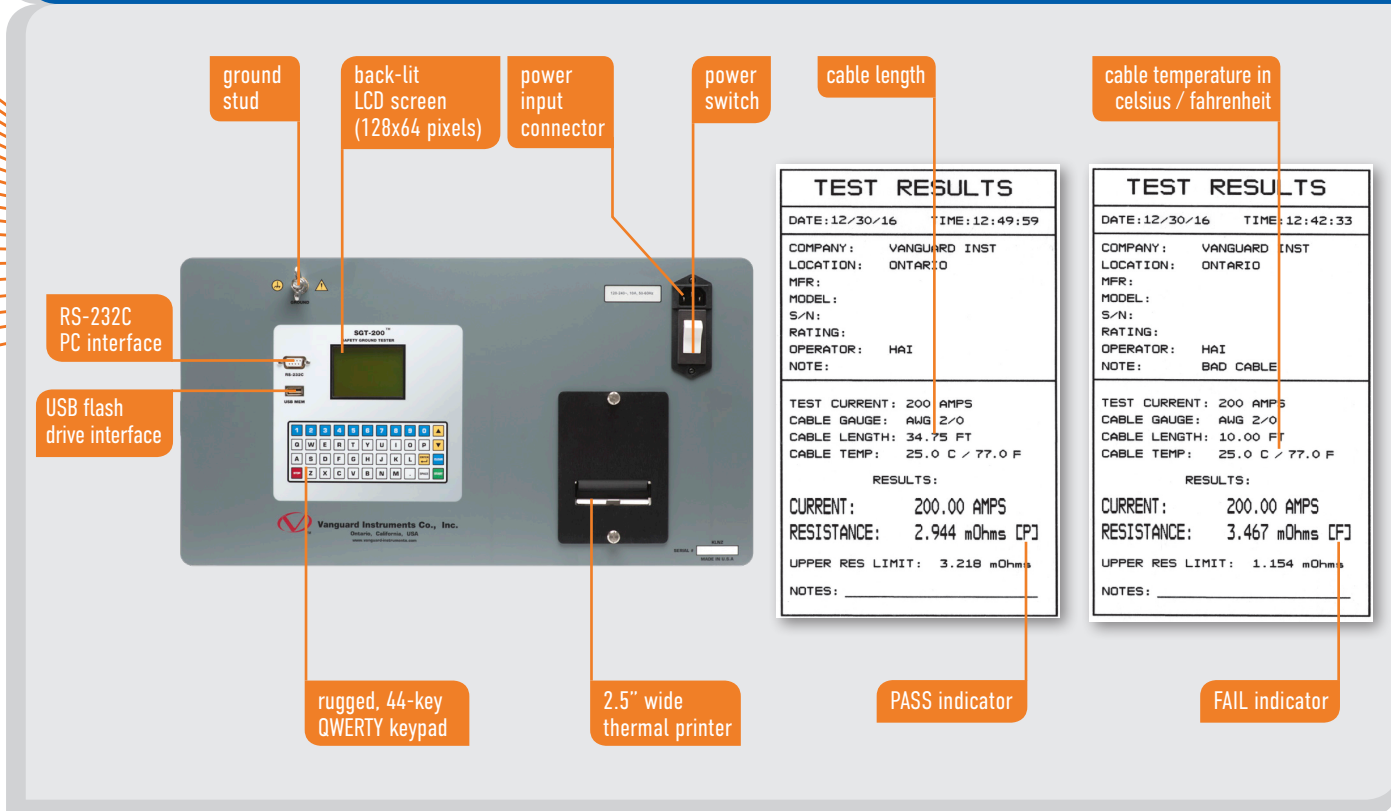 ground
stud
back-lit
LCD screen
(128x64 pixels)
power
input
connector
power
switch
cable length
cable temperature in
celsius / fahrenheit
RS-232C
PC interface
USB flash
drive interface
SGT-200™
SAFETY GROUND TESTER
RS-232C
USB MEM
1 2 3 4 5 6 7 8 9 0
Q W E R T Y U I O P
A S D F G H J K L ENTER
STOP Z X C V B N M . SPACE
Vanguard Instruments Co., Inc.
Ontario, California, USA
www.vanguard-instruments.com
SERIAL #
MADE IN U.S.A
rugged, 44-key
QWERTY keypad
2.5” wide
thermal printer
TEST RESULTS
DATE:12/30/16 TIME:12:49:59
COMPANY: VANGUARD INST
LOCATION: ONTARIO
MFR:
MODEL:
S/N:
RATING:
OPERATOR: HAI
NOTE:
TEST CURRENT: 200 AMPS
CABLE GAUGE: AWG 2/0
CABLE LENGTH: 34.75 FT
CABLE TEMP: 25.0 C / 77.0 F
RESULTS:
CURRENT: 200.00 AMPS
RESISTANCE: 2.944 mOhms [P]
UPPER RES LIMIT: 3.218 mOhms
NOTES:
PASS indicator
TEST RESULTS
DATE:12/30/16 TIME:12:42:33
COMPANY: VANGUARD INST
LOCATION: ONTARIO
MFR:
MODEL:
S/N:
RATING:
OPERATOR: HAI
NOTE: BAD CABLE
TEST CURRENT: 200 AMPS
CABLE GAUGE: AWG 2/0
CABLE LENGTH: 10.00 FT
CABLE TEMP: 25.0 C / 77.0 F
RESULTS:
CURRENT: 200.00 AMPS
RESISTANCE: 3.467 mOhms [F]
UPPER RES LIMIT: 1.154 mOhms
NOTES:
FAIL indicator